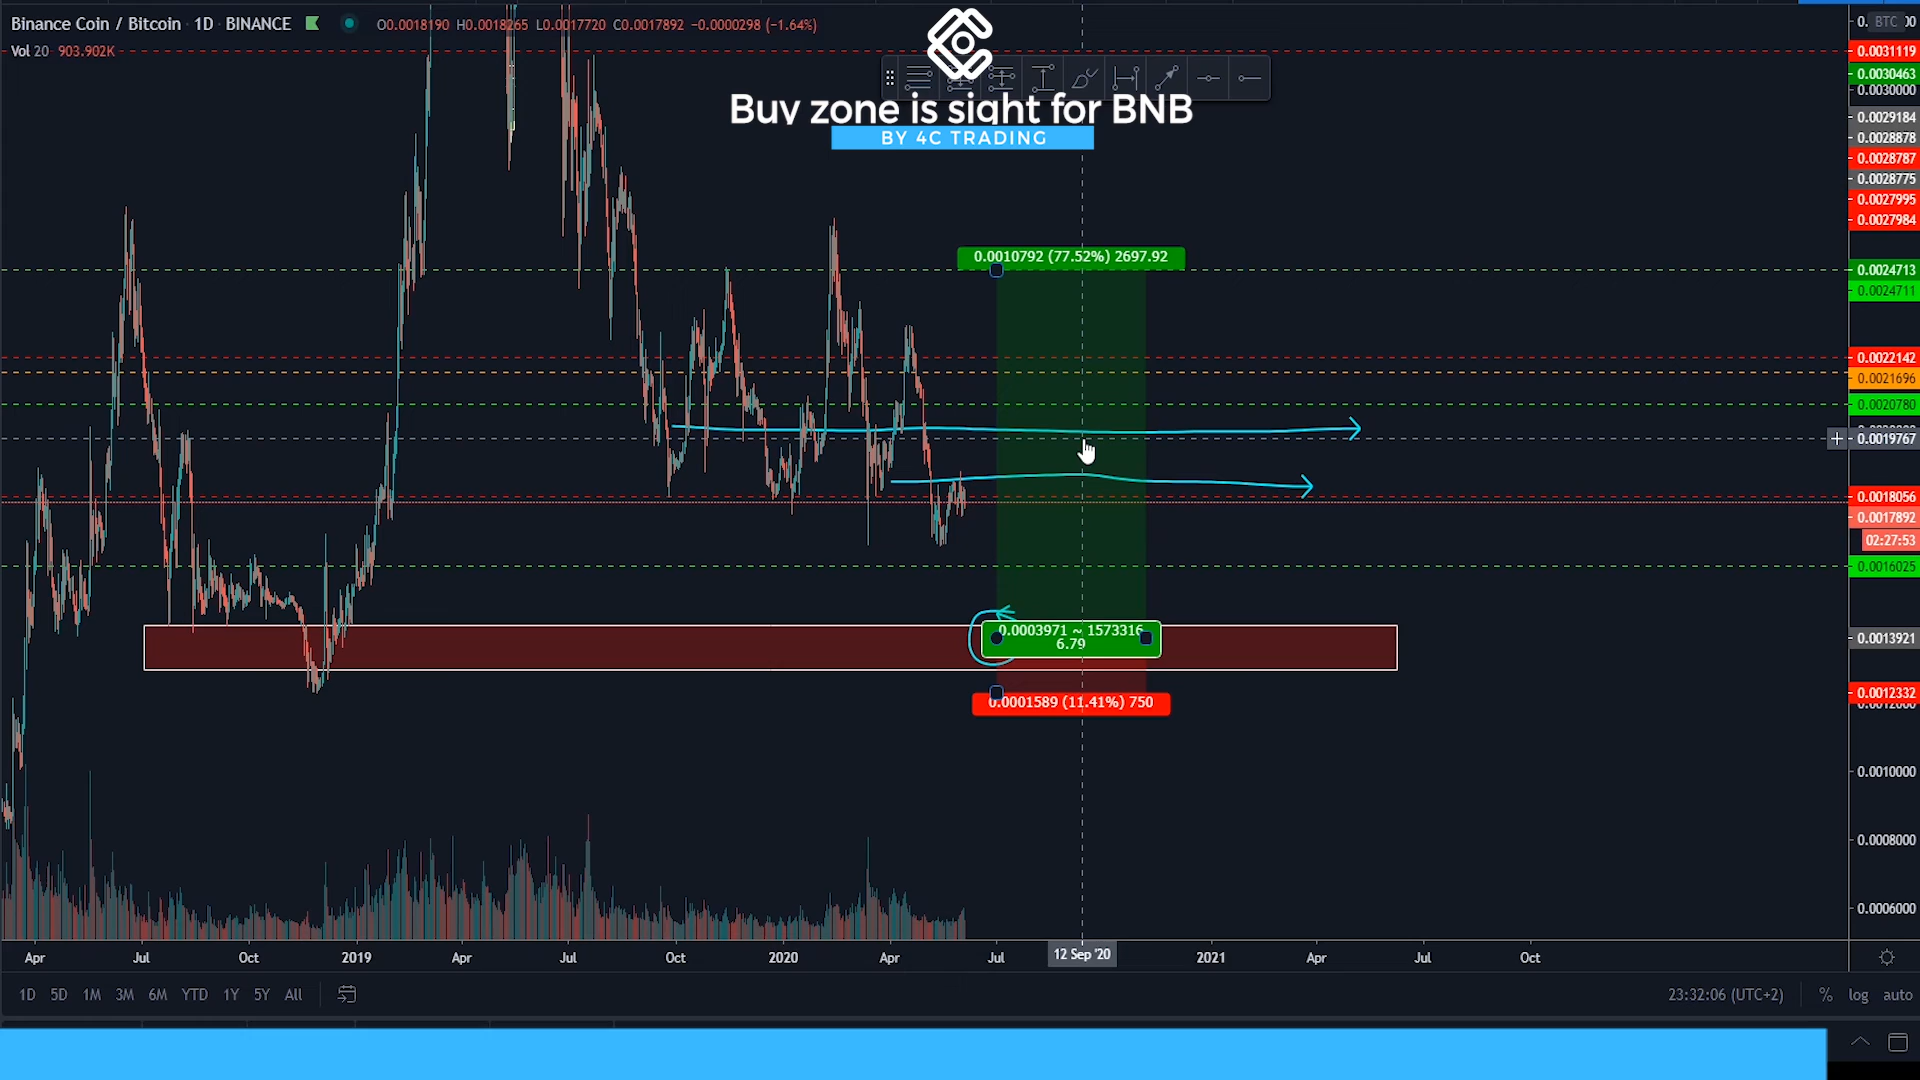 Binance Coin / Bitcoin 1D BINANCE O0.0018190 H0.0018265 L0.0017720 C0.0017892 −0.0000298 (−1.64%)
Vol 20 903.902K
Buy zone is sight for BNB
BY 4C TRADING
BTC
0.0031119
0.0030463
0.0030000
0.0029184
0.0028878
0.0028787
0.0028775
0.0027995
0.0027984
0.0010792 (77.52%) 2697.92
0.0024713
0.0024711
0.0022142
0.0021696
0.0020780
0.0019767
0.0018056
0.0017892
02:27:53
0.0016025
0.0003971 ~ 1573316
6.79
0.0013921
0.0001589 (11.41%) 750
0.0012332
0.0010000
0.0008000
0.0006000
Apr Jul Oct 2019 Apr Jul Oct 2020 Apr Jul 12 Sep '20 2021 Apr Jul Oct
1D 5D 1M 3M 6M YTD 1Y 5Y All 23:32:06 (UTC+2) % log auto